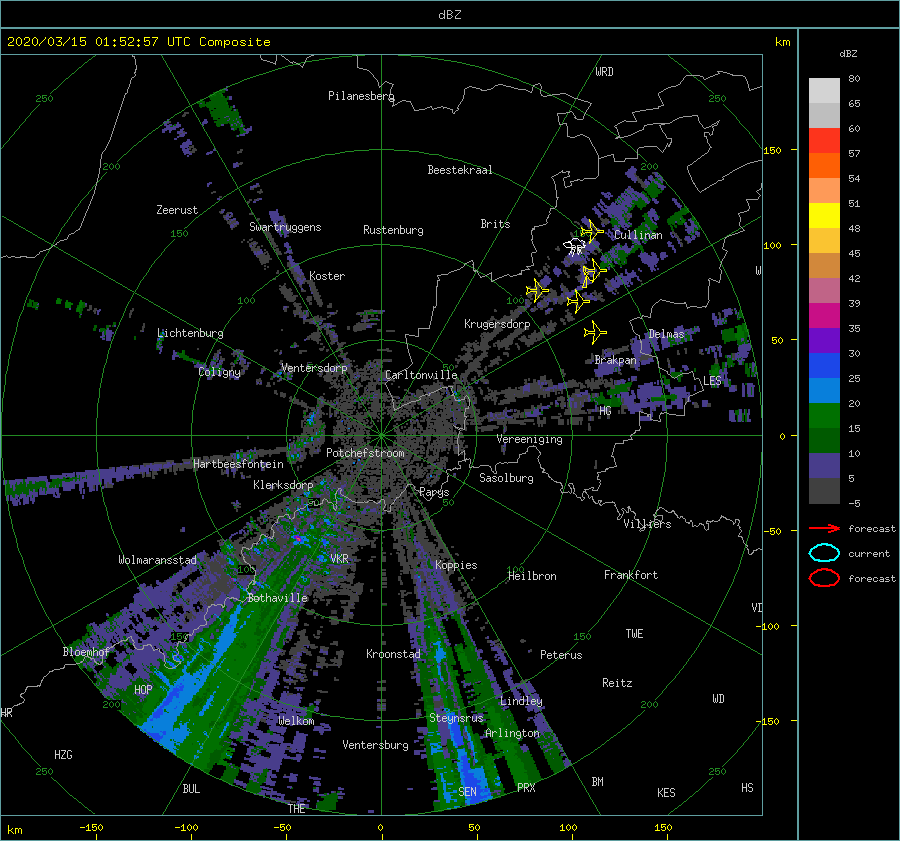 dBZ
2020/03/15 01:52:57 UTC Composite
km
dBZ
80
65
60
57
54
51
48
45
42
39
35
30
25
20
15
10
5
-5
forecast
current
forecast
WRD
250
250
Pilanesberg
150
200
Beestekraal
200
Zeerust
Swartruggens
Rustenburg
Brits
150
Cullinan
100
Koster
100
100
Krugersdorp
Lichtenburg
Delmas
50
Coligny
Ventersdorp
Carltonville
Brakpan
LES
HG
Vereeniging
0
Hartbeesfontein
Potchefstroom
Klerksdorp
50
Parys
50
Sasolburg
Villiers
-50
Wolmaransstad
VKR
Koppies
100
100
Heilbron
Frankfort
Bothaville
-100
150
150
TWE
Bloemhof
Kroonstad
Peterus
HOP
Reitz
200
Lindley
200
WD
HR
Welkom
Steynsrus
Arlington
-150
Ventersburg
HZG
250
250
BUL
SEN
PRX
BM
KES
HS
THE
km
-150
-100
-50
0
50
100
150